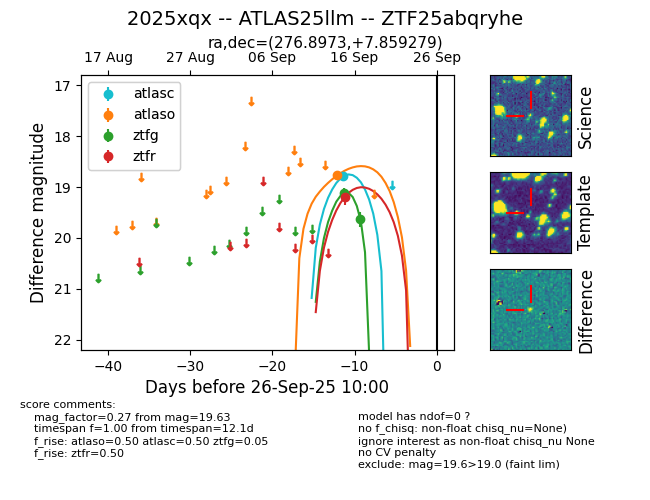 2025xqx -- ATLAS25llm -- ZTF25abqryhe
ra,dec=(276.8973,+7.859279)
17 Aug 27 Aug 06 Sep 16 Sep 26 Sep
atlasc
atlaso
ztfg
ztfr
17
18
19
20
21
22
Difference magnitude
−40 −30 −20 −10 0
Days before 26-Sep-25 10:00
Science
Template
Difference
score comments:
mag_factor=0.27 from mag=19.63
timespan f=1.00 from timespan=12.1d
f_rise: atlaso=0.50 atlasc=0.50 ztfg=0.05
f_rise: ztfr=0.50
model has ndof=0 ?
no f_chisq: non-float chisq_nu=None)
ignore interest as non-float chisq_nu None
no CV penalty
exclude: mag=19.6>19.0 (faint lim)